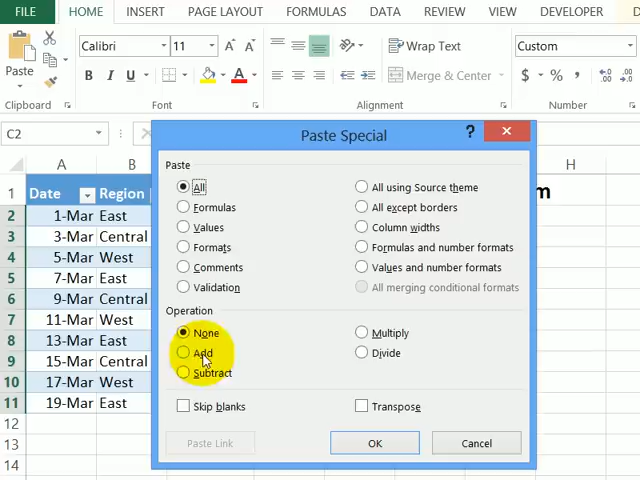 FILE HOME INSERT PAGE LAYOUT FORMULAS DATA REVIEW VIEW DEVELOPER
Calibri 11 A A Wrap Text Custom
Paste B I U A Merge & Center $ % , .0 .00 .00 .0
Clipboard Font Alignment Number
C2
Paste Special ?
A B H
1 Date Region m
2 1-Mar East
3 3-Mar Central
4 5-Mar West
5 7-Mar East
6 9-Mar Central
7 11-Mar West
8 13-Mar East
9 15-Mar Central
10 17-Mar West
11 19-Mar East
12
13
14
Paste
All All using Source theme
Formulas All except borders
Values Column widths
Formats Formulas and number formats
Comments Values and number formats
Validation All merging conditional formats
Operation
None Multiply
Add Divide
Subtract
Skip blanks Transpose
Paste Link OK Cancel